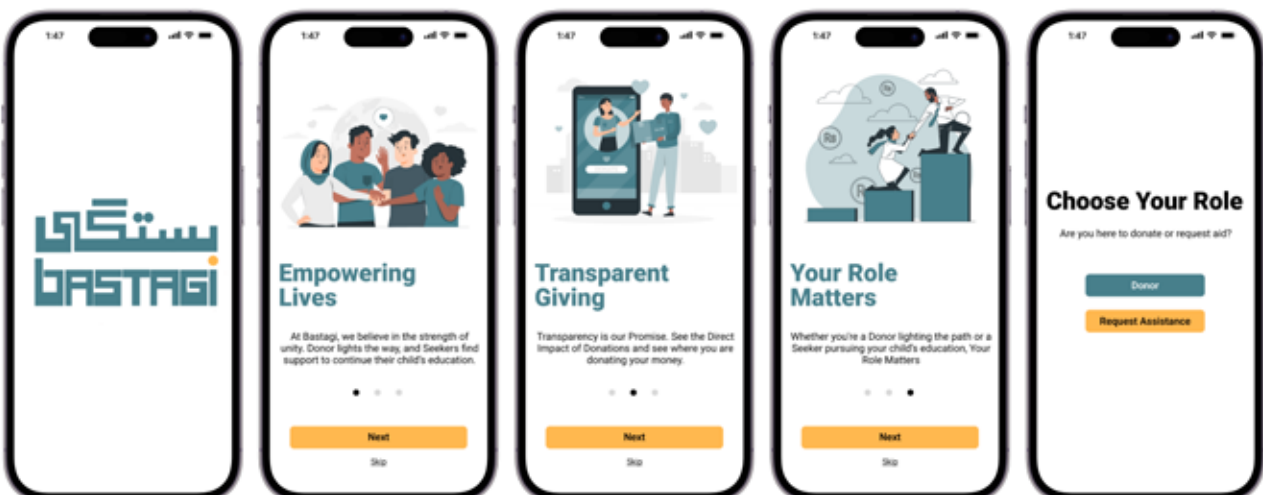 1:47
بستگی
bASTAGi
1:47
Empowering
Lives
At Bastagi, we believe in the strength of
unity. Donor lights the way, and Seekers find
support to continue their child's education.
Next
Skip
1:47
Transparent
Giving
Transparency is our Promise. See the Direct
Impact of Donations and see where you are
donating your money.
Next
Skip
1:47
Rs
Rs
Your Role
Matters
Whether you're a Donor lighting the path or a
Seeker pursuing your child's education, Your
Role Matters
Next
Skip
1:47
Choose Your Role
Are you here to donate or request aid?
Donor
Request Assistance